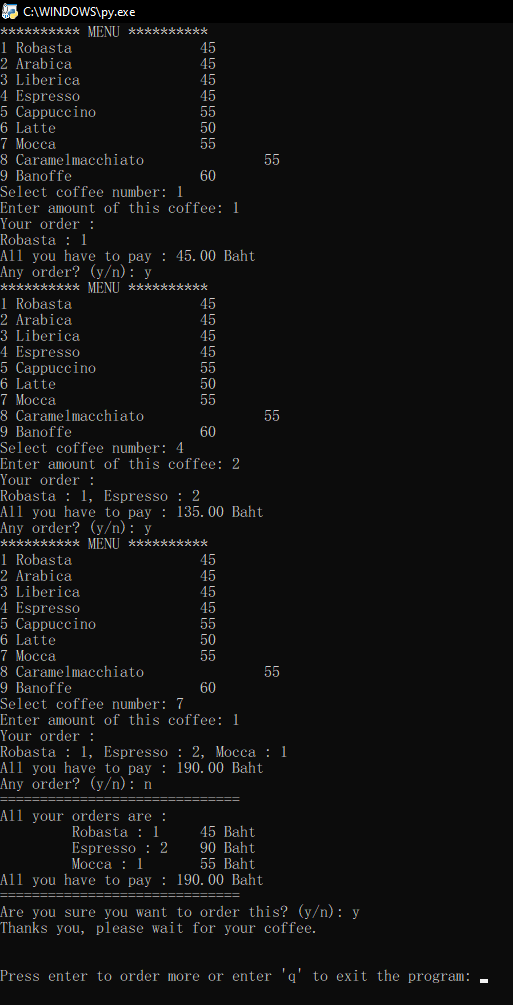 C:\WINDOWS\py.exe
********** MENU **********
1 Robasta                45
2 Arabica                45
3 Liberica               45
4 Espresso               45
5 Cappuccino             55
6 Latte                  50
7 Mocca                  55
8 Caramelmacchiato               55
9 Banoffe                60
Select coffee number: 1
Enter amount of this coffee: 1
Your order :
Robasta : 1
All you have to pay : 45.00 Baht
Any order? (y/n): y
********** MENU **********
1 Robasta                45
2 Arabica                45
3 Liberica               45
4 Espresso               45
5 Cappuccino             55
6 Latte                  50
7 Mocca                  55
8 Caramelmacchiato               55
9 Banoffe                60
Select coffee number: 4
Enter amount of this coffee: 2
Your order :
Robasta : 1, Espresso : 2
All you have to pay : 135.00 Baht
Any order? (y/n): y
********** MENU **********
1 Robasta                45
2 Arabica                45
3 Liberica               45
4 Espresso               45
5 Cappuccino             55
6 Latte                  50
7 Mocca                  55
8 Caramelmacchiato               55
9 Banoffe                60
Select coffee number: 7
Enter amount of this coffee: 1
Your order :
Robasta : 1, Espresso : 2, Mocca : 1
All you have to pay : 190.00 Baht
Any order? (y/n): n
==============================
All your orders are :
         Robasta : 1     45 Baht
         Espresso : 2    90 Baht
         Mocca : 1       55 Baht
All you have to pay : 190.00 Baht
==============================
Are you sure you want to order this? (y/n): y
Thanks you, please wait for your coffee.
Press enter to order more or enter 'q' to exit the program: